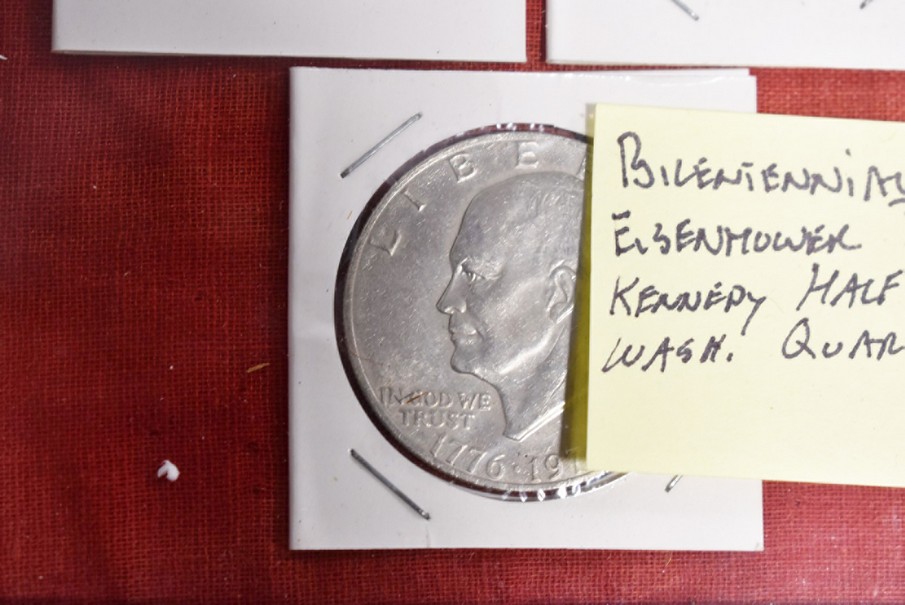 LIBE
IN GOD WE
TRUST
1776·19
BICENTENNIAL
EISENHOWER
KENNEDY HALF
WASH. QUAR